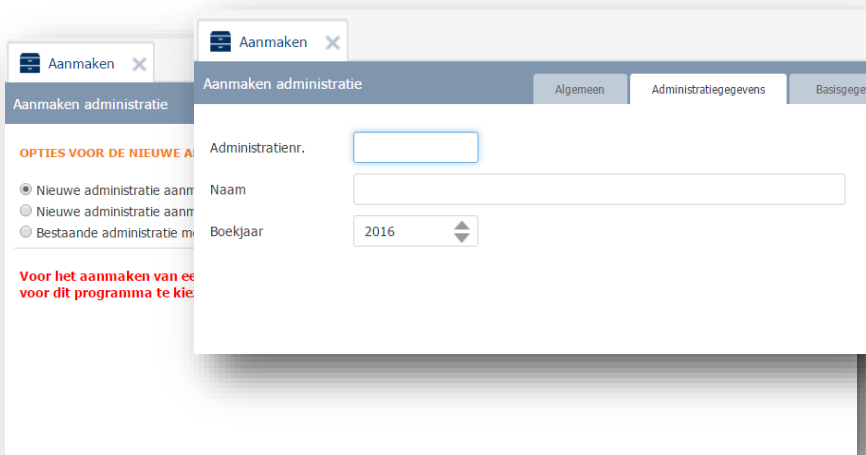 Aanmaken
Aanmaken administratie
OPTIES VOOR DE NIEUWE
Nieuwe administratie
Nieuwe administratie
Bestaande administratie
Voor het aanmaken van
voor dit programma te
Aanmaken
Aanmaken administratie
Algemeen
Administratiegegevens
Administratienr.
Naam
Boekjaar
2016